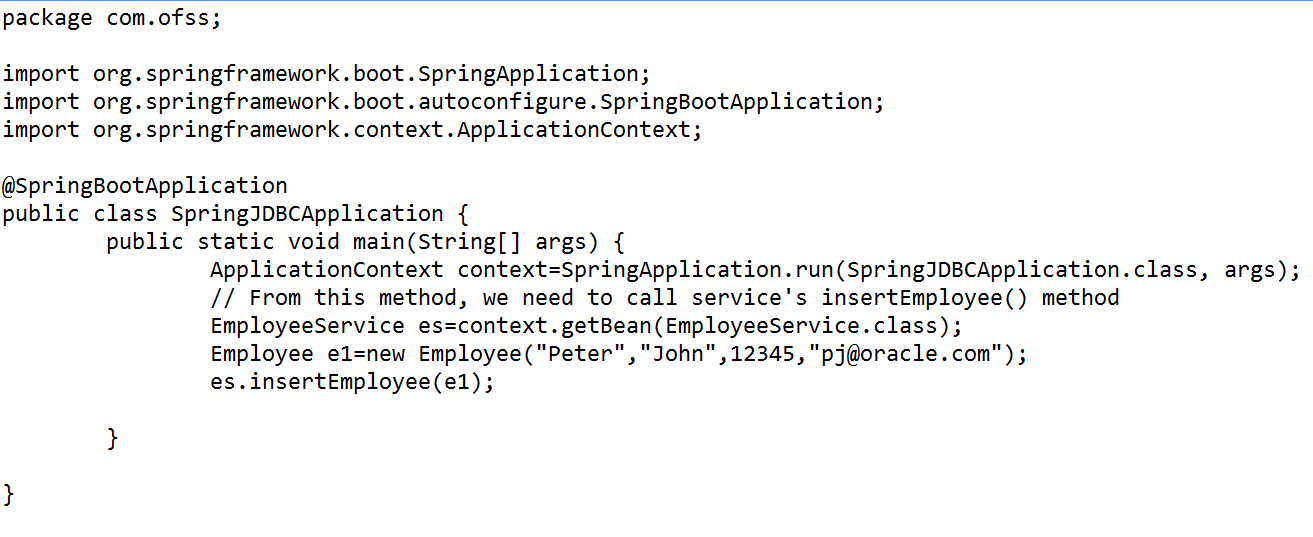 package com.ofss;
import org.springframework.boot.SpringApplication;
import org.springframework.boot.autoconfigure.SpringBootApplication;
import org.springframework.context.ApplicationContext;
@SpringBootApplication
public class SpringJDBCApplication {
public static void main(String[] args) {
ApplicationContext context=SpringApplication.run(SpringJDBCApplication.class, args);
// From this method, we need to call service's insertEmployee() method
EmployeeService es=context.getBean(EmployeeService.class);
Employee e1=new Employee("Peter","John",12345,"pj@oracle.com");
es.insertEmployee(e1);
}
}